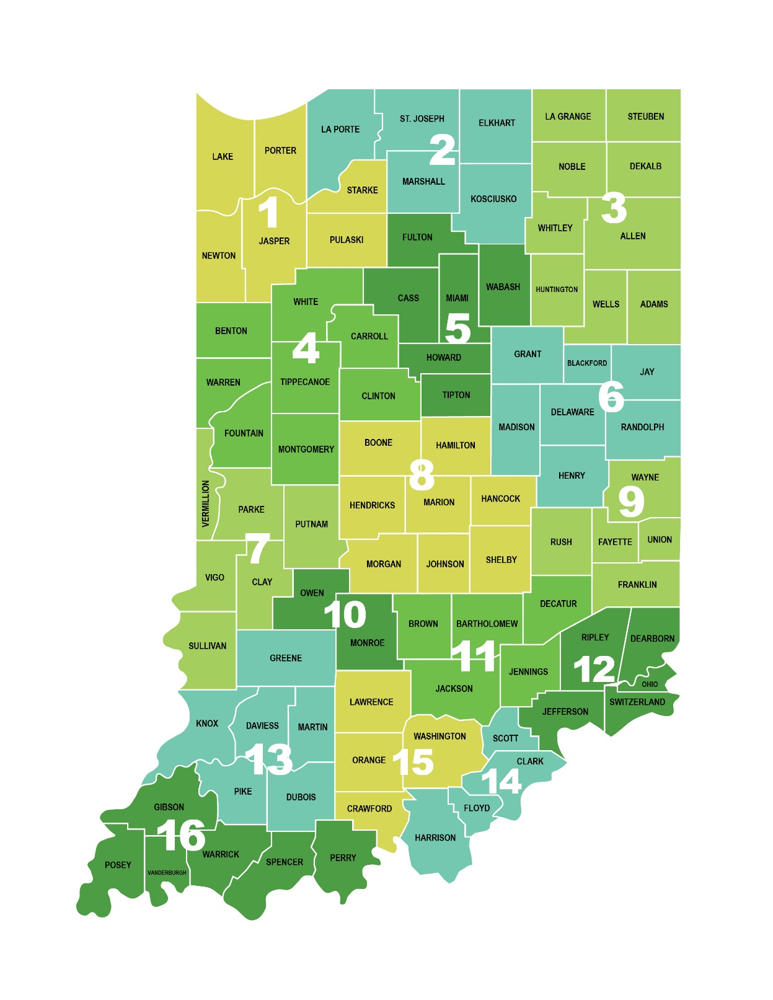 LA GRANGE
STEUBEN
ST. JOSEPH
ELKHART
LA PORTE
PORTER
LAKE
2
NOBLE
DEKALB
MARSHALL
STARKE
KOSCIUSKO
3
1
WHITLEY
ALLEN
FULTON
PULASKI
JASPER
NEWTON
WABASH
HUNTINGTON
CASS
MIAMI
WHITE
WELLS
ADAMS
5
BENTON
CARROLL
4
GRANT
HOWARD
BLACKFORD
JAY
WARREN
TIPPECANOE
CLINTON
TIPTON
6
DELAWARE
MADISON
RANDOLPH
FOUNTAIN
BOONE
HAMILTON
MONTGOMERY
8
HENRY
WAYNE
HANCOCK
9
MARION
HENDRICKS
VERMILLION
PARKE
PUTNAM
UNION
RUSH
FAYETTE
7
SHELBY
MORGAN
JOHNSON
VIGO
CLAY
FRANKLIN
OWEN
DECATUR
10
BROWN
BARTHOLOMEW
RIPLEY
DEARBORN
MONROE
SULLIVAN
11
GREENE
12
JENNINGS
OHIO
JACKSON
LAWRENCE
SWITZERLAND
JEFFERSON
KNOX
DAVIESS
MARTIN
WASHINGTON
SCOTT
13
ORANGE
15
CLARK
14
PIKE
DUBOIS
GIBSON
CRAWFORD
FLOYD
16
HARRISON
WARRICK
PERRY
SPENCER
POSEY
VANDERBURGH